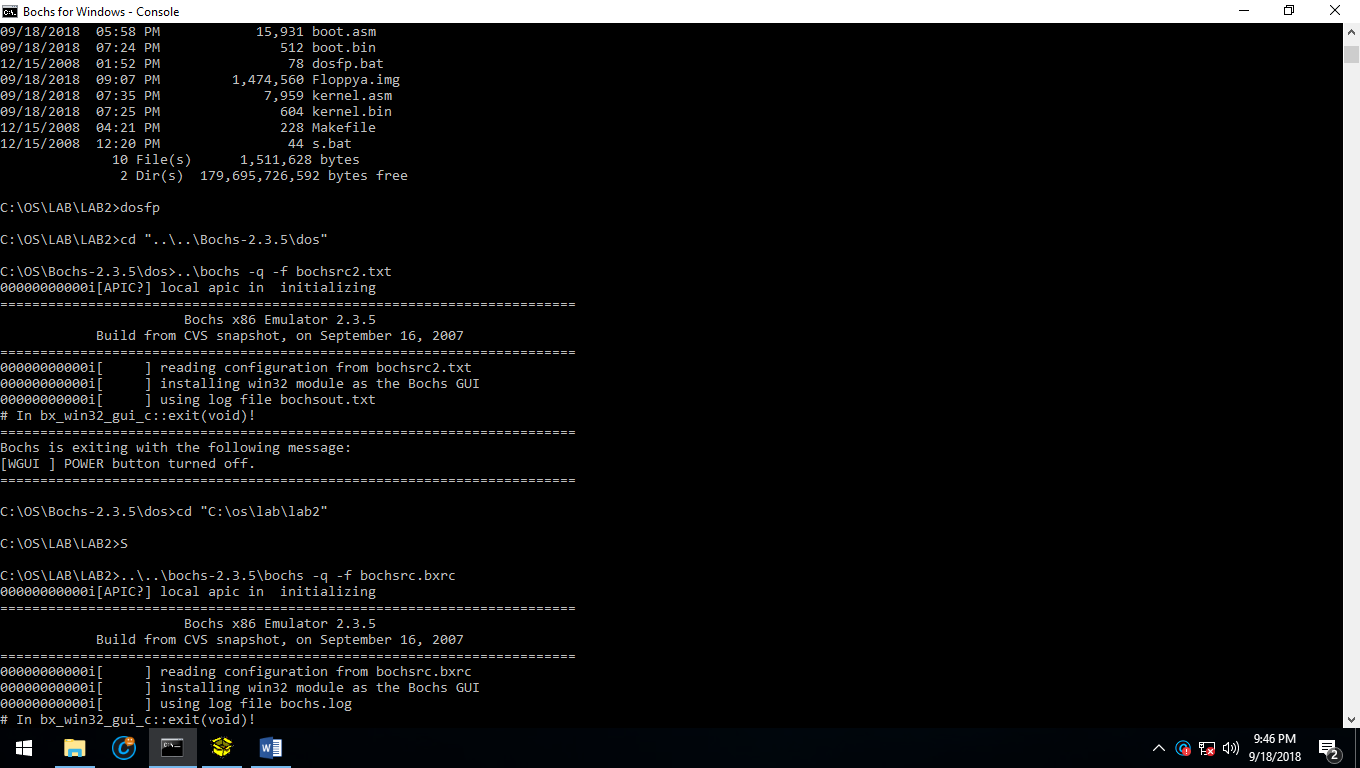 Bochs for Windows - Console
09/18/2018  05:58 PM            15,931 boot.asm
09/18/2018  07:24 PM               512 boot.bin
12/15/2008  01:52 PM                78 dosfp.bat
09/18/2018  09:07 PM         1,474,560 Floppya.img
09/18/2018  07:35 PM             7,959 kernel.asm
09/18/2018  07:25 PM               604 kernel.bin
12/15/2008  04:21 PM               228 Makefile
12/15/2008  12:20 PM                44 s.bat
              10 File(s)      1,511,628 bytes
               2 Dir(s)  179,695,726,592 bytes free
C:\OS\LAB\LAB2>dosfp
C:\OS\LAB\LAB2>cd "..\..\Bochs-2.3.5\dos"
C:\OS\Bochs-2.3.5\dos>..\bochs -q -f bochsrc2.txt
00000000000i[APIC?] local apic in  initializing
========================================================================
                       Bochs x86 Emulator 2.3.5
            Build from CVS snapshot, on September 16, 2007
========================================================================
00000000000i[     ] reading configuration from bochsrc2.txt
00000000000i[     ] installing win32 module as the Bochs GUI
00000000000i[     ] using log file bochsout.txt
# In bx_win32_gui_c::exit(void)!
========================================================================
Bochs is exiting with the following message:
[WGUI ] POWER button turned off.
========================================================================
C:\OS\Bochs-2.3.5\dos>cd "C:\os\lab\lab2"
C:\OS\LAB\LAB2>S
C:\OS\LAB\LAB2>..\..\bochs-2.3.5\bochs -q -f bochsrc.bxrc
00000000000i[APIC?] local apic in  initializing
========================================================================
                       Bochs x86 Emulator 2.3.5
            Build from CVS snapshot, on September 16, 2007
========================================================================
00000000000i[     ] reading configuration from bochsrc.bxrc
00000000000i[     ] installing win32 module as the Bochs GUI
00000000000i[     ] using log file bochs.log
# In bx_win32_gui_c::exit(void)!
9:46 PM
9/18/2018
2